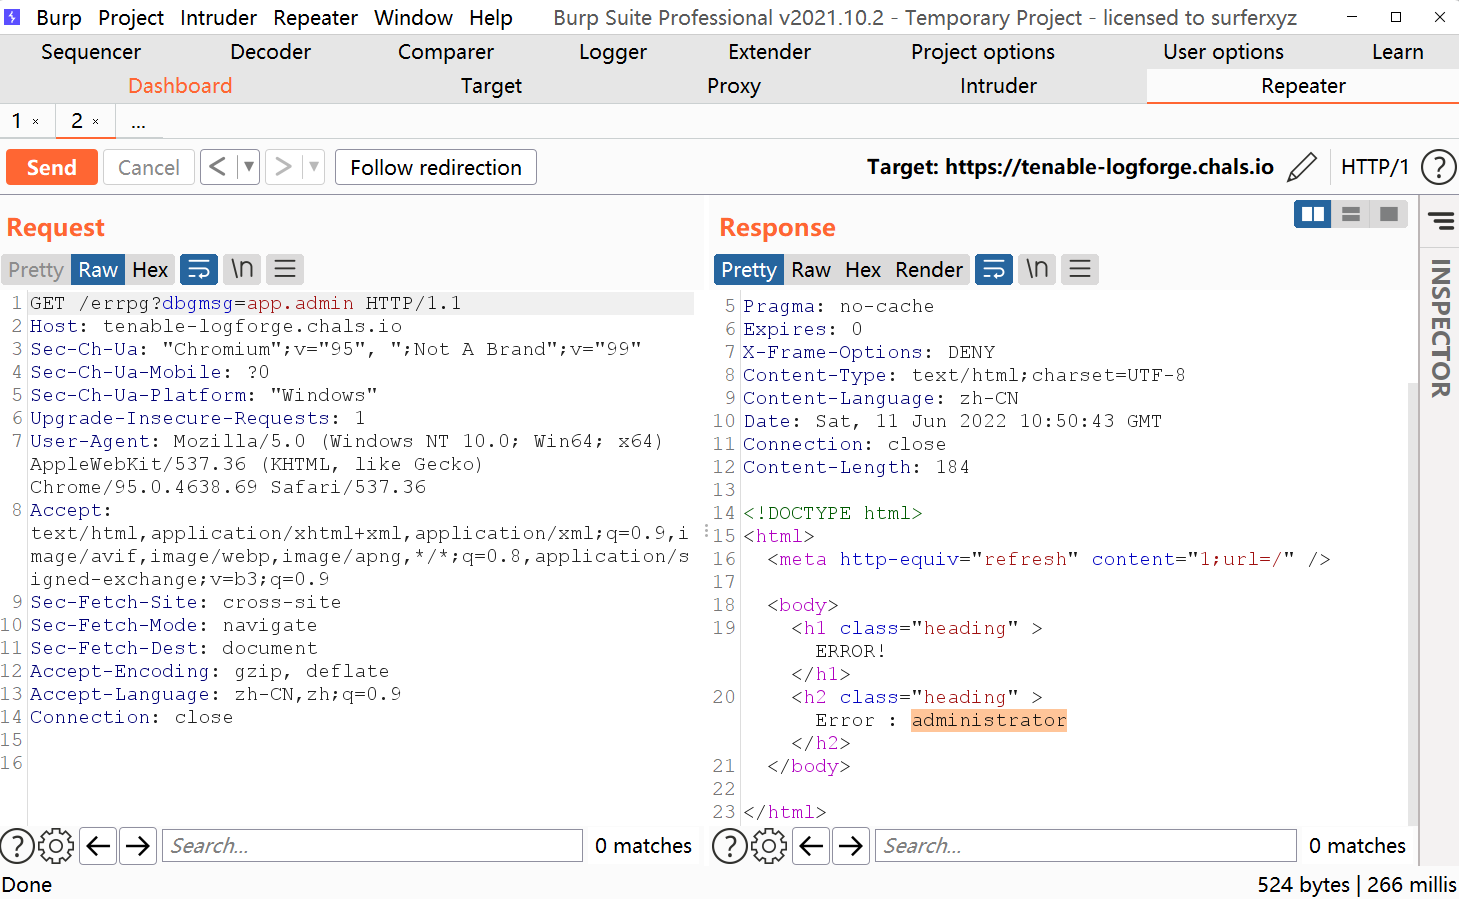 Burp Project Intruder Repeater Window Help Burp Suite Professional v2021.10.2 - Temporary Project - licensed to surferxyz
Sequencer Decoder Comparer Logger Extender Project options User options Learn
Dashboard Target Proxy Intruder Repeater
1 × 2 × ...
Send Cancel < ▼ > ▼ Follow redirection Target: https://tenable-logforge.chals.io HTTP/1 ?
Request
Pretty Raw Hex \n
1 GET /errpg?dbgmsg=app.admin HTTP/1.1
2 Host: tenable-logforge.chals.io
3 Sec-Ch-Ua: "Chromium";v="95", ";Not A Brand";v="99"
4 Sec-Ch-Ua-Mobile: ?0
5 Sec-Ch-Ua-Platform: "Windows"
6 Upgrade-Insecure-Requests: 1
7 User-Agent: Mozilla/5.0 (Windows NT 10.0; Win64; x64)
AppleWebKit/537.36 (KHTML, like Gecko)
Chrome/95.0.4638.69 Safari/537.36
8 Accept:
text/html,application/xhtml+xml,application/xml;q=0.9,i
mage/avif,image/webp,image/apng,*/*;q=0.8,application/s
igned-exchange;v=b3;q=0.9
9 Sec-Fetch-Site: cross-site
10 Sec-Fetch-Mode: navigate
11 Sec-Fetch-Dest: document
12 Accept-Encoding: gzip, deflate
13 Accept-Language: zh-CN,zh;q=0.9
14 Connection: close
15
16
? Search... 0 matches
Response
Pretty Raw Hex Render \n
5 Pragma: no-cache
6 Expires: 0
7 X-Frame-Options: DENY
8 Content-Type: text/html;charset=UTF-8
9 Content-Language: zh-CN
10 Date: Sat, 11 Jun 2022 10:50:43 GMT
11 Connection: close
12 Content-Length: 184
13
14 <!DOCTYPE html>
15 <html>
16 <meta http-equiv="refresh" content="1;url=/" />
17
18 <body>
19 <h1 class="heading" >
ERROR!
</h1>
20 <h2 class="heading" >
Error : administrator
</h2>
21 </body>
22
23 </html>
? Search... 0 matches
INSPECTOR
Done 524 bytes | 266 millis